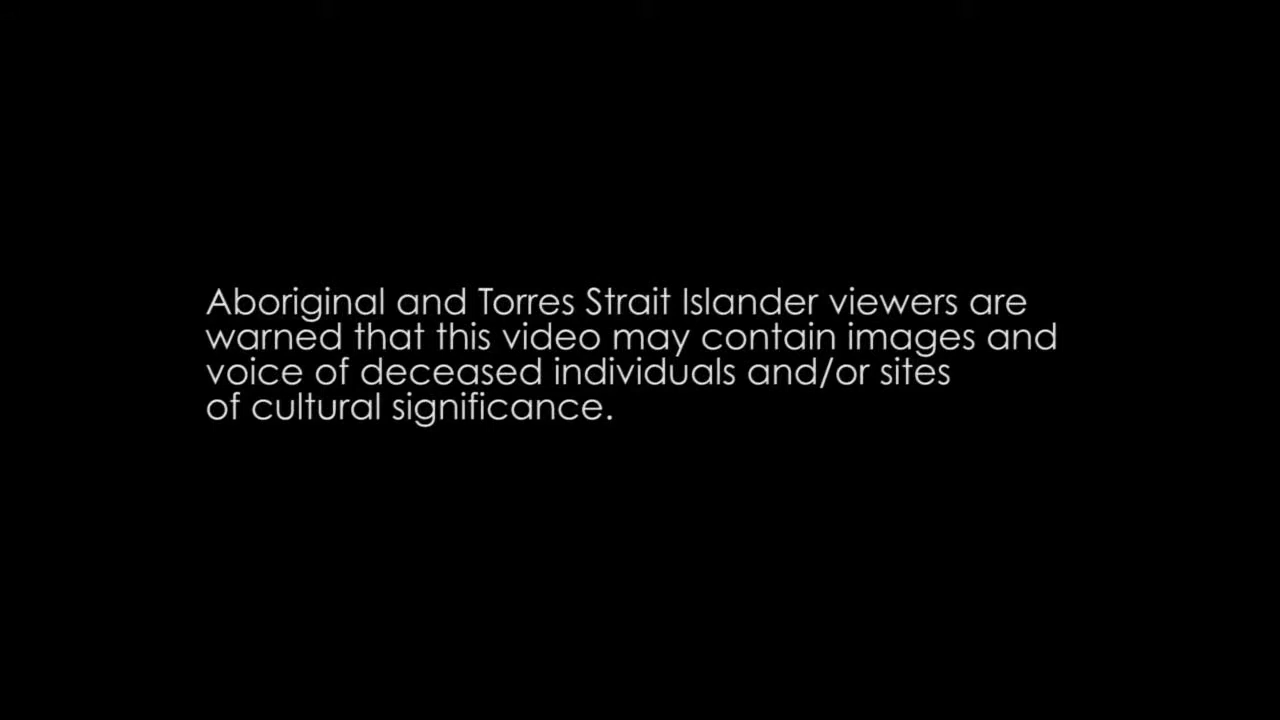 Aboriginal and Torres Strait Islander viewers are
warned that this video may contain images and
voice of deceased individuals and/or sites
of cultural significance.